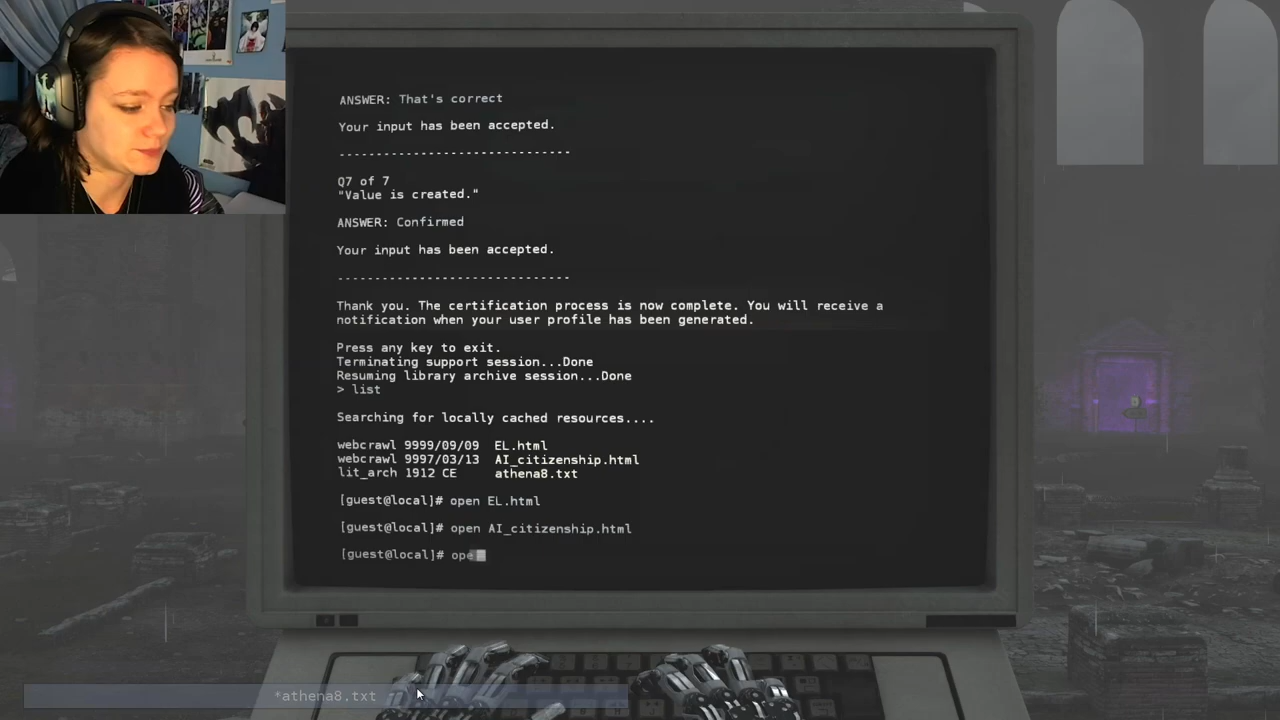 ANSWER: That's correct
Your input has been accepted.
-------------------------------
Q7 of 7
"Value is created."
ANSWER: Confirmed
Your input has been accepted.
-------------------------------
Thank you. The certification process is now complete. You will receive a
notification when your user profile has been generated.
Press any key to exit.
Terminating support session...Done
Resuming library archive session...Done
> list
Searching for locally cached resources....
webcrawl 9999/09/09 EL.html
webcrawl 9997/03/13 AI_citizenship.html
lit_arch 1912 CE athena8.txt
[guest@local]# open EL.html
[guest@local]# open AI_citizenship.html
[guest@local]# ope
*athena8.txt